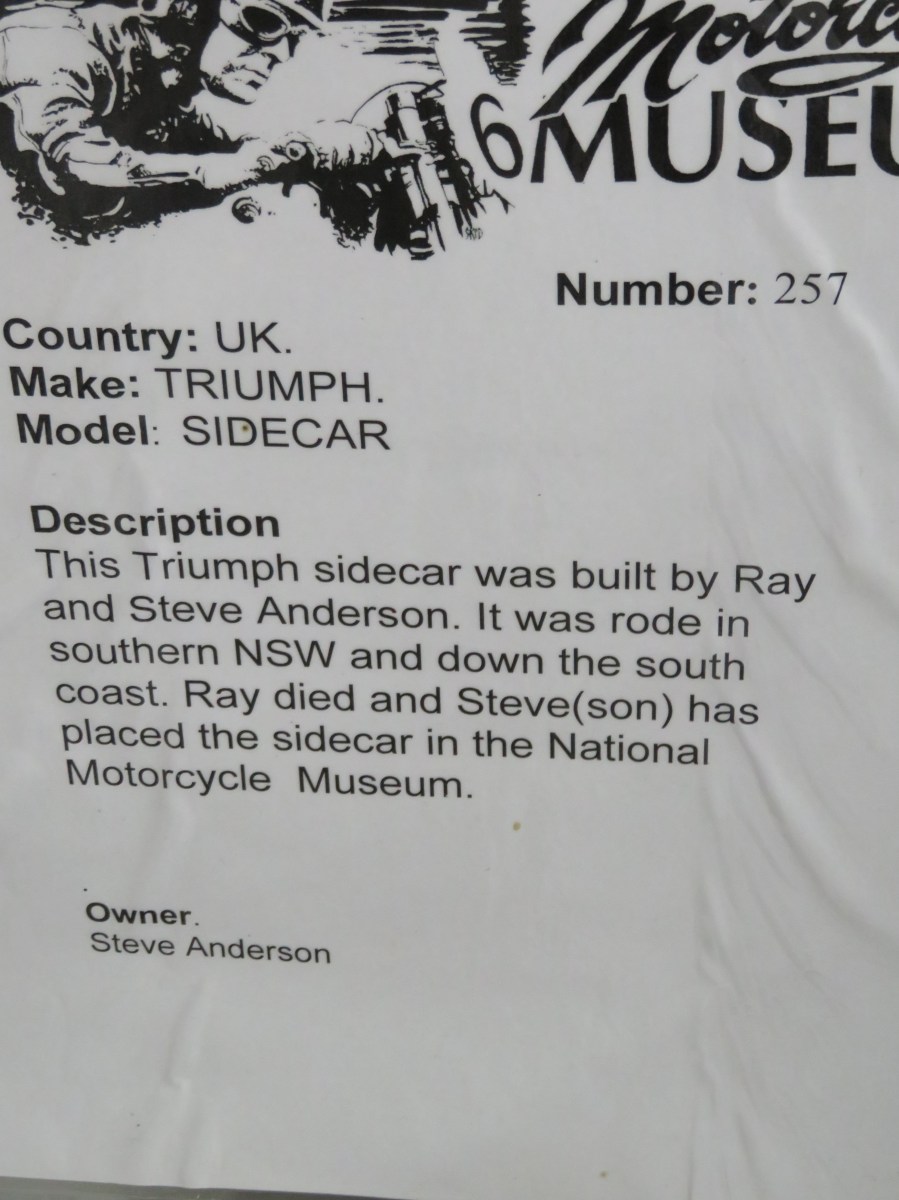 6
MUSEU
Number: 257
Country: UK.
Make: TRIUMPH.
Model: SIDECAR
Description
This Triumph sidecar was built by Ray
and Steve Anderson. It was rode in
southern NSW and down the south
coast. Ray died and Steve(son) has
placed the sidecar in the National
Motorcycle Museum.
Owner.
Steve Anderson